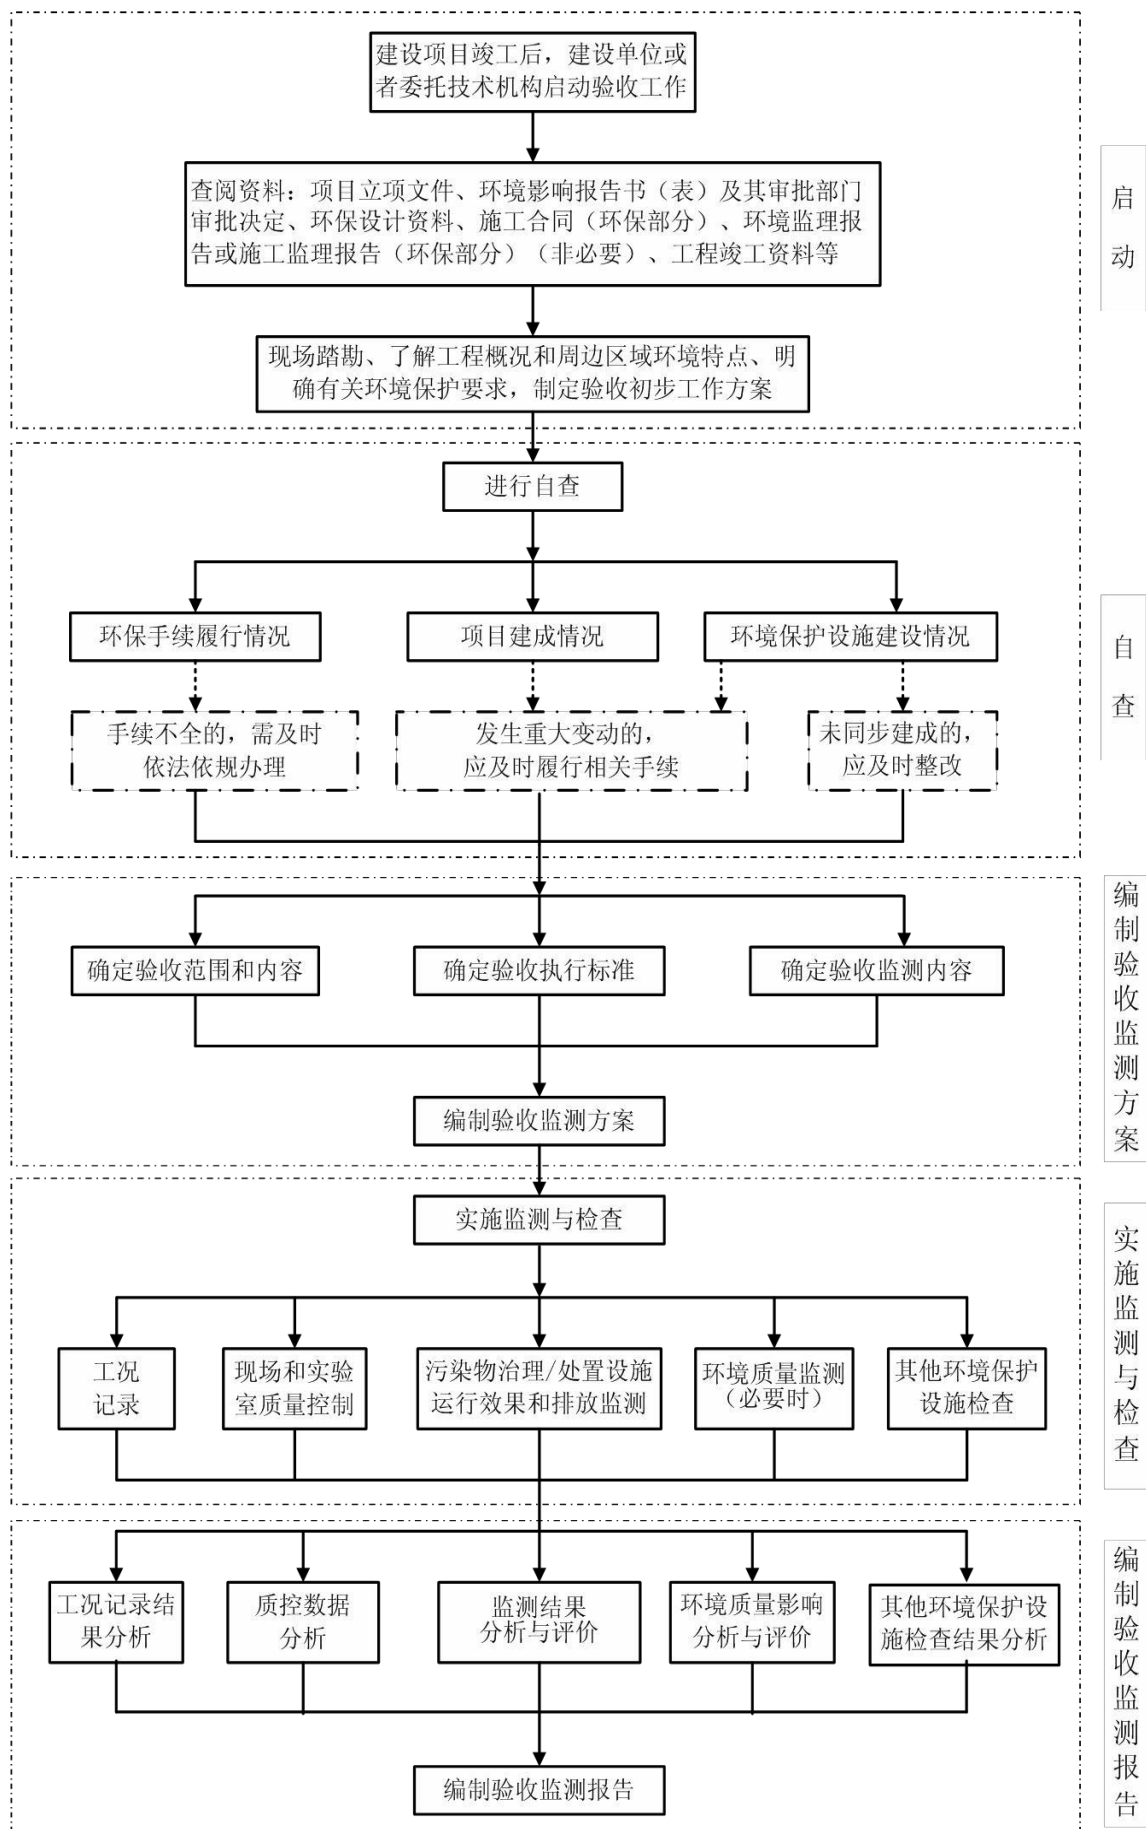 建设项目竣工后，建设单位或
者委托技术机构启动验收工作
查阅资料：项目立项文件、环境影响报告书（表）及其审批部门
审批决定、环保设计资料、施工合同（环保部分）、环境监理报
告或施工监理报告（环保部分）（非必要）、工程竣工资料等
现场踏勘、了解工程概况和周边区域环境特点、明
确有关环境保护要求，制定验收初步工作方案
启
动
进行自查
环保手续履行情况
项目建成情况
环境保护设施建设情况
手续不全的，需及时
依法依规办理
发生重大变动的，
应及时履行相关手续
未同步建成的，
应及时整改
自
查
确定验收范围和内容
确定验收执行标准
确定验收监测内容
编制验收监测方案
编
制
验
收
监
测
方
案
实施监测与检查
工况
记录
现场和实验
室质量控制
污染物治理/处置设施
运行效果和排放监测
环境质量监测
（必要时）
其他环境保护
设施检查
实
施
监
测
与
检
查
工况记录结
果分析
质控数据
分析
监测结果
分析与评价
环境质量影响
分析与评价
其他环境保护设
施检查结果分析
编制验收监测报告
编
制
验
收
监
测
报
告